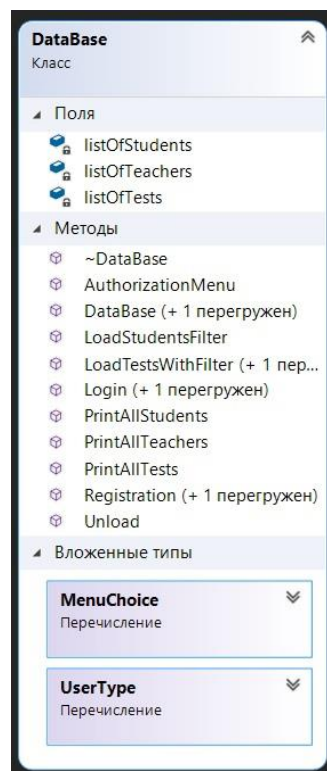 DataBase
Класс
Поля
listOfStudents
listOfTeachers
listOfTests
Методы
~DataBase
AuthorizationMenu
DataBase (+ 1 перегружен)
LoadStudentsFilter
LoadTestsWithFilter (+ 1 пер...
Login (+ 1 перегружен)
PrintAllStudents
PrintAllTeachers
PrintAllTests
Registration (+ 1 перегружен)
Unload
Вложенные типы
MenuChoice
Перечисление
UserType
Перечисление